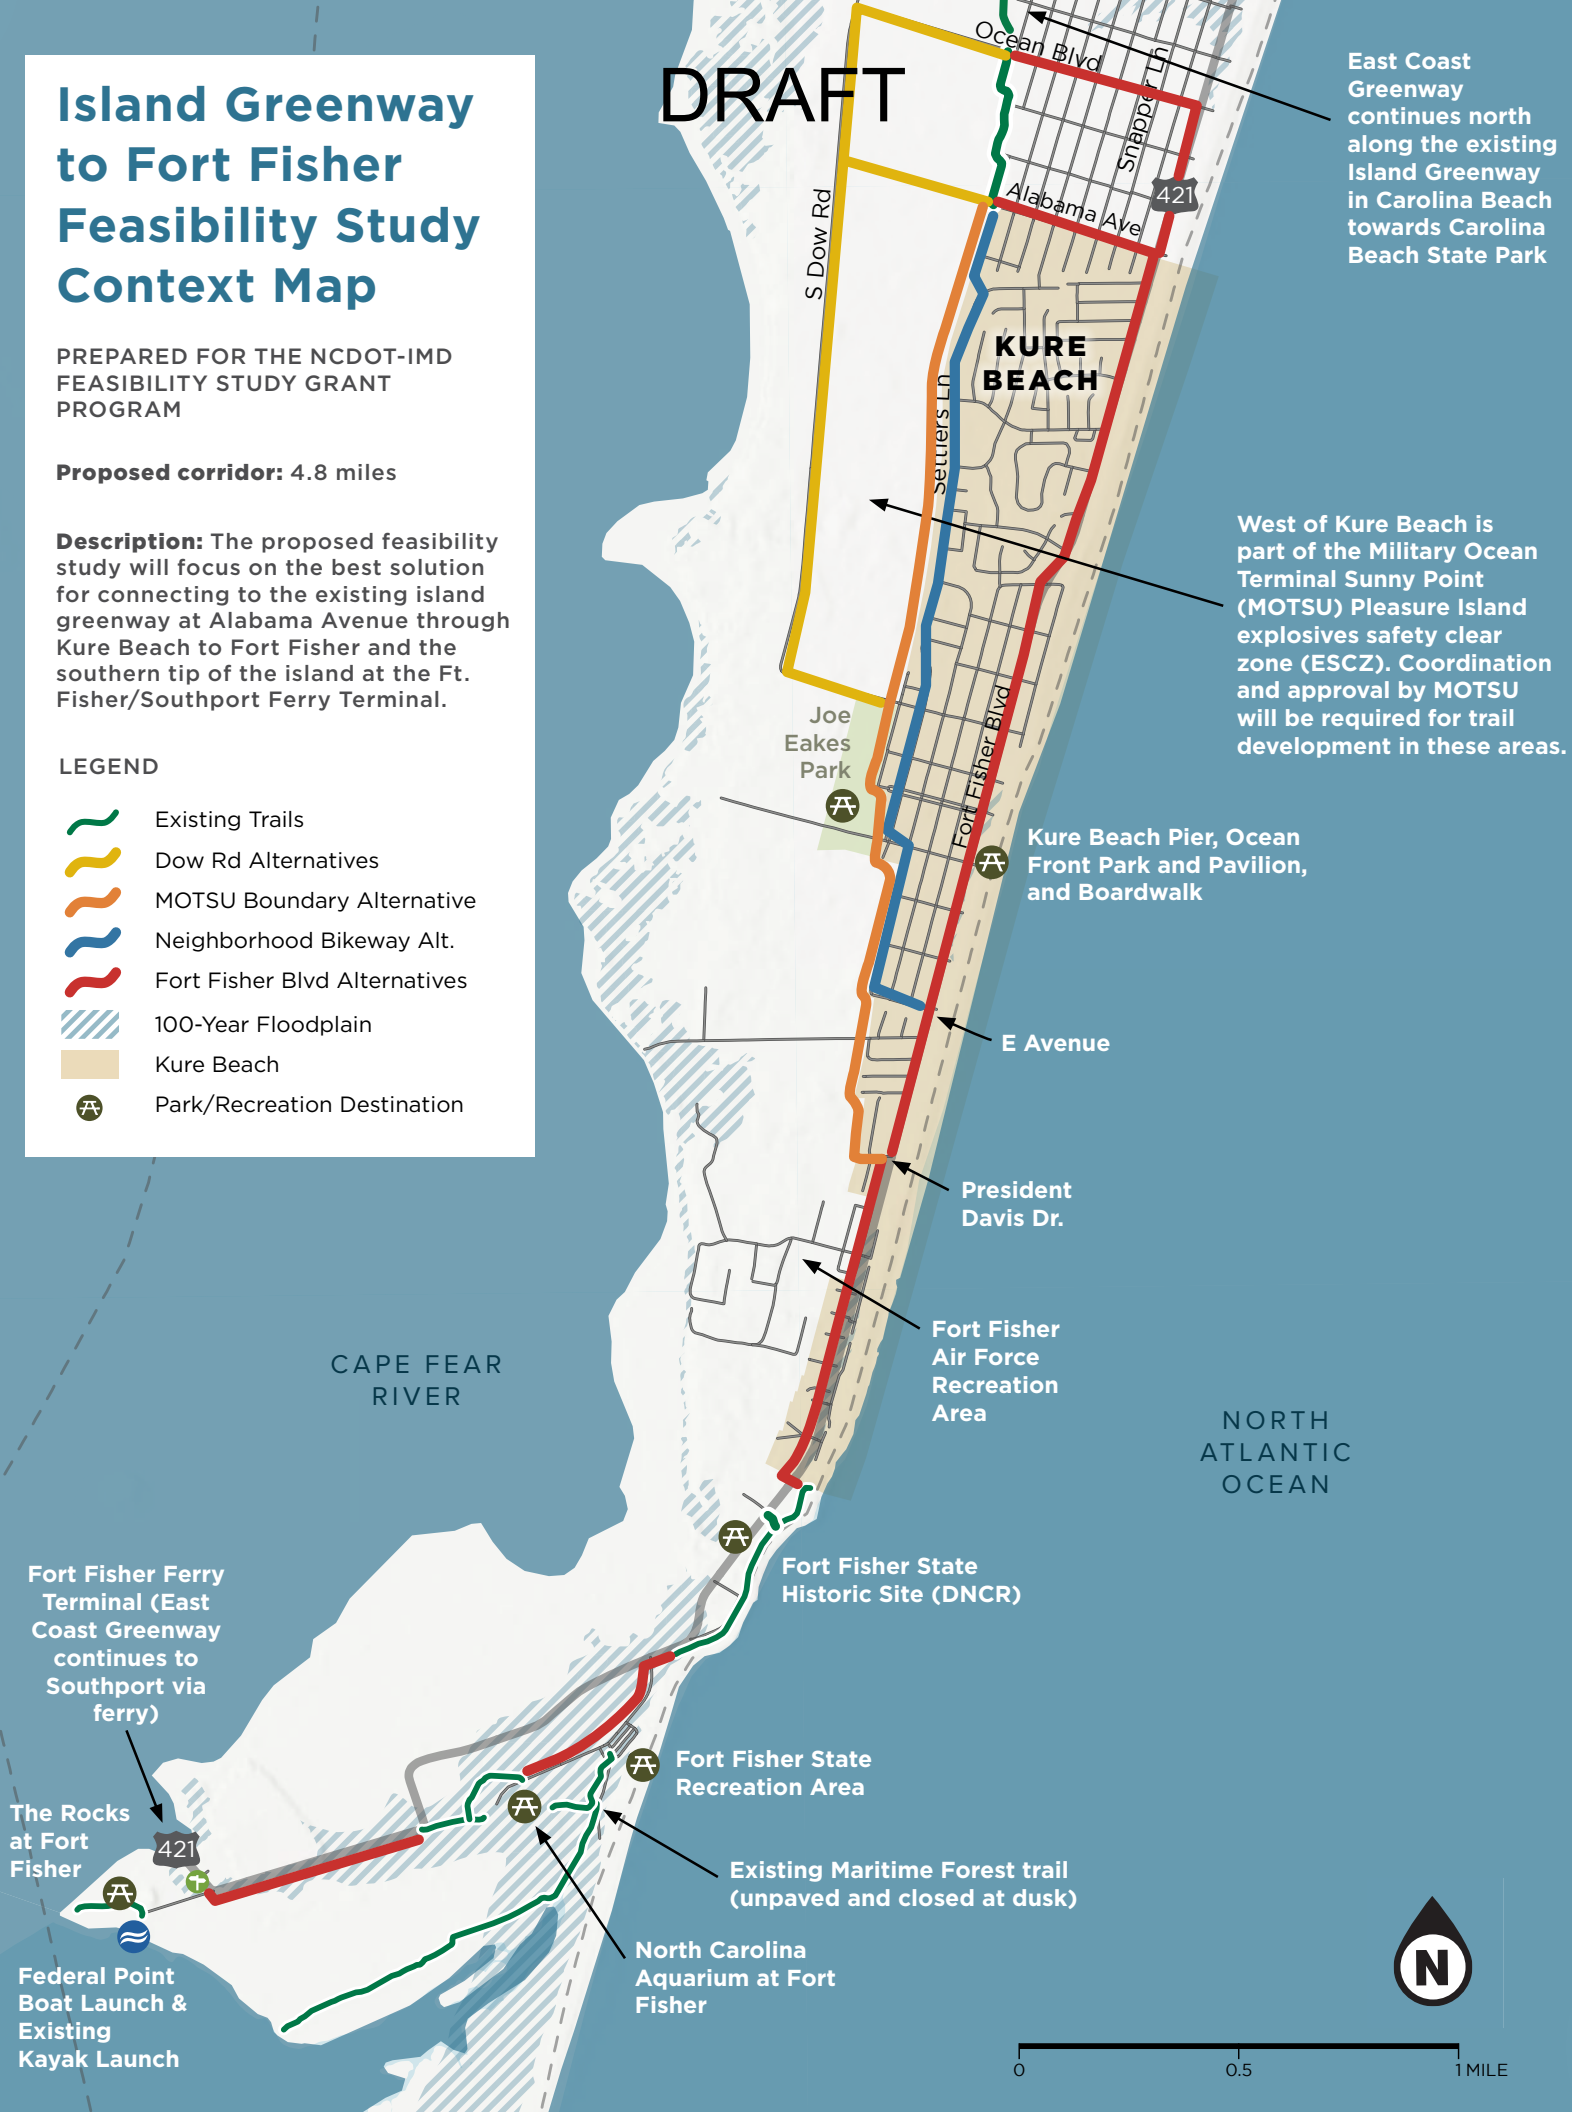 DRAFT
Island Greenway
to Fort Fisher
Feasibility Study
Context Map
PREPARED FOR THE NCDOT-IMD
FEASIBILITY STUDY GRANT
PROGRAM
Proposed corridor: 4.8 miles
Description: The proposed feasibility
study will focus on the best solution
for connecting to the existing island
greenway at Alabama Avenue through
Kure Beach to Fort Fisher and the
southern tip of the island at the Ft.
Fisher/Southport Ferry Terminal.
LEGEND
Existing Trails
Dow Rd Alternatives
MOTSU Boundary Alternative
Neighborhood Bikeway Alt.
Fort Fisher Blvd Alternatives
100-Year Floodplain
Kure Beach
Park/Recreation Destination
Ocean Blvd
Snapper Ln
421
Alabama Ave
S Dow Rd
East Coast
Greenway
continues north
along the existing
Island Greenway
in Carolina Beach
towards Carolina
Beach State Park
KURE
BEACH
Settlers Ln
West of Kure Beach is
part of the Military Ocean
Terminal Sunny Point
(MOTSU) Pleasure Island
explosives safety clear
zone (ESCZ). Coordination
and approval by MOTSU
will be required for trail
development in these areas.
Joe
Eakes
Park
Fort Fisher Blvd
Kure Beach Pier, Ocean
Front Park and Pavilion,
and Boardwalk
E Avenue
President
Davis Dr.
Fort Fisher
Air Force
Recreation
Area
CAPE FEAR
RIVER
NORTH
ATLANTIC
OCEAN
Fort Fisher State
Historic Site (DNCR)
Fort Fisher Ferry
Terminal (East
Coast Greenway
continues to
Southport via
ferry)
Fort Fisher State
Recreation Area
The Rocks
at Fort
Fisher
421
Existing Maritime Forest trail
(unpaved and closed at dusk)
North Carolina
Aquarium at Fort
Fisher
Federal Point
Boat Launch &
Existing
Kayak Launch
N
0 0.5 1 MILE